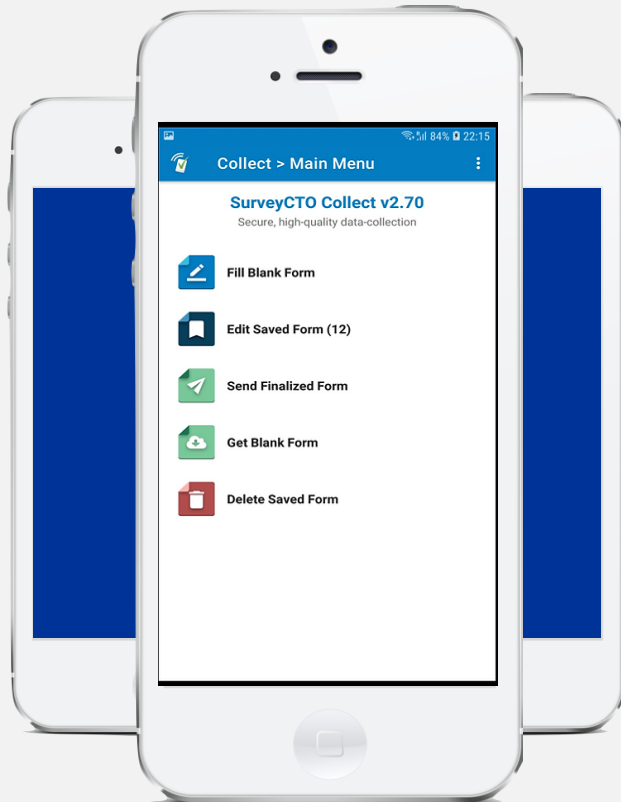 84% 22:15
Collect > Main Menu
SurveyCTO Collect v2.70
Secure, high-quality data-collection
Fill Blank Form
Edit Saved Form (12)
Send Finalized Form
Get Blank Form
Delete Saved Form